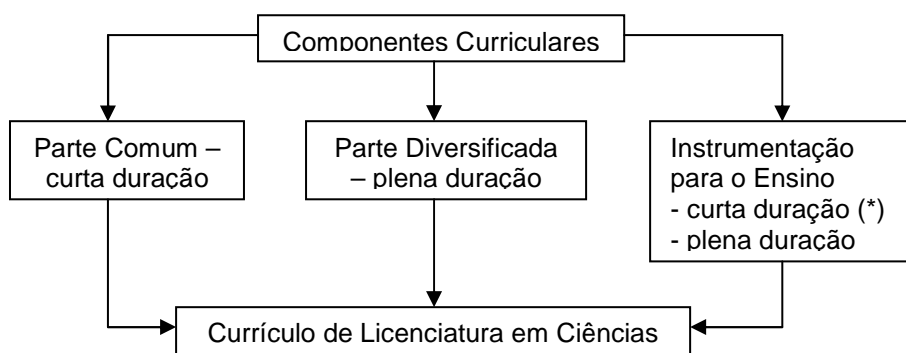 Componentes Curriculares
Parte Comum –
curta duração
Parte Diversificada
– plena duração
Instrumentação
para o Ensino
- curta duração (*)
- plena duração
Currículo de Licenciatura em Ciências